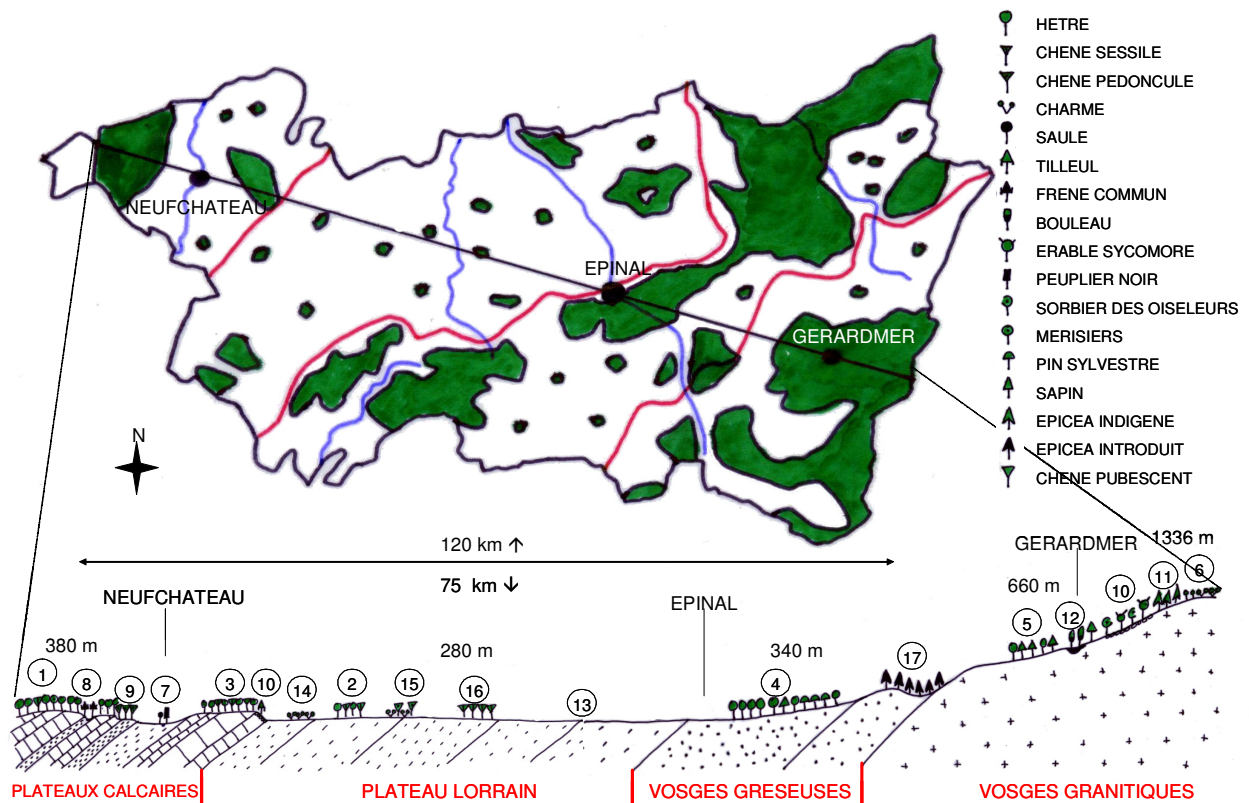 HETRE
CHENE SESSILE
CHENE PEDONCULE
CHARME
SAULE
TILLEUL
FRENE COMMUN
BOULEAU
ERABLE SYCOMORE
PEUPLIER NOIR
SORBIER DES OISELEURS
MERISIERS
PIN SYLVESTRE
SAPIN
EPICEA INDIGENE
EPICEA INTRODUIT
CHENE PUBESCENT
NEUFCHATEAU
EPINAL
GERARDMER
N
120 km ↑
75 km ↓
NEUFCHATEAU
EPINAL
GERARDMER
1336 m
660 m
380 m
280 m
340 m
1 8 9 7 3 10 14 2 15 16 13 4 17 5 12 10 11 6
PLATEAUX CALCAIRES
PLATEAU LORRAIN
VOSGES GRESEUSES
VOSGES GRANITIQUES